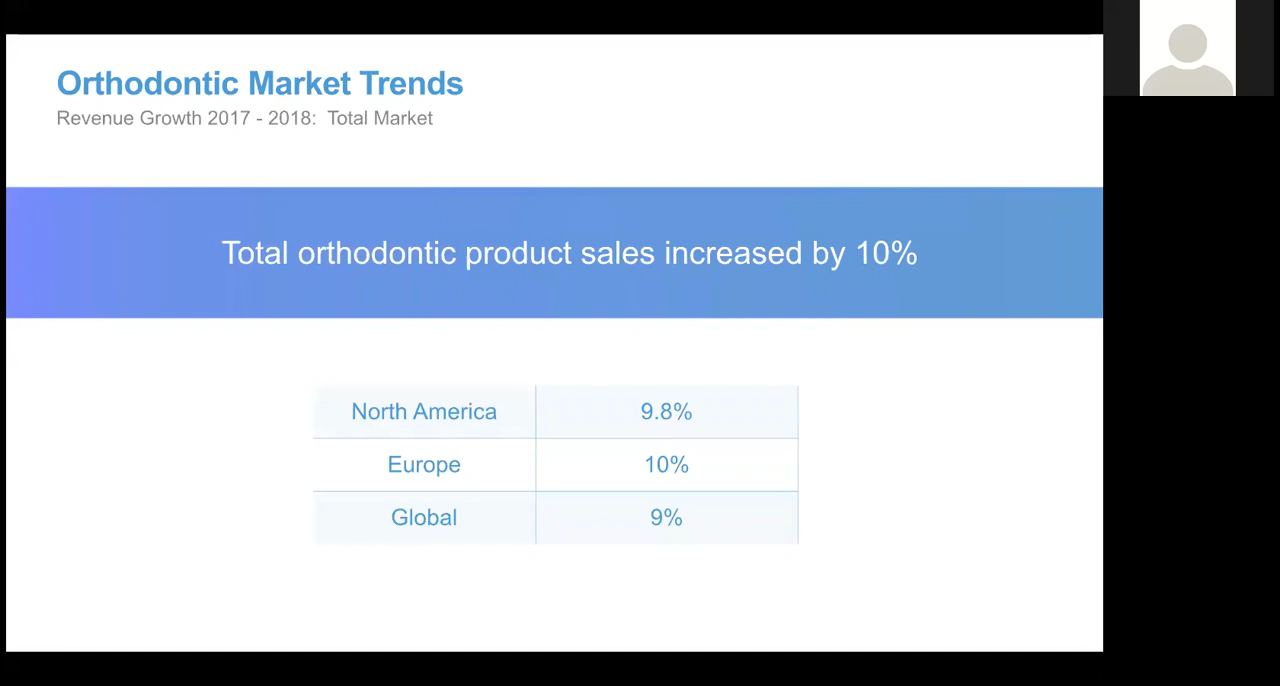 Orthodontic Market Trends
Revenue Growth 2017 - 2018: Total Market
Total orthodontic product sales increased by 10%
North America 9.8%
Europe 10%
Global 9%